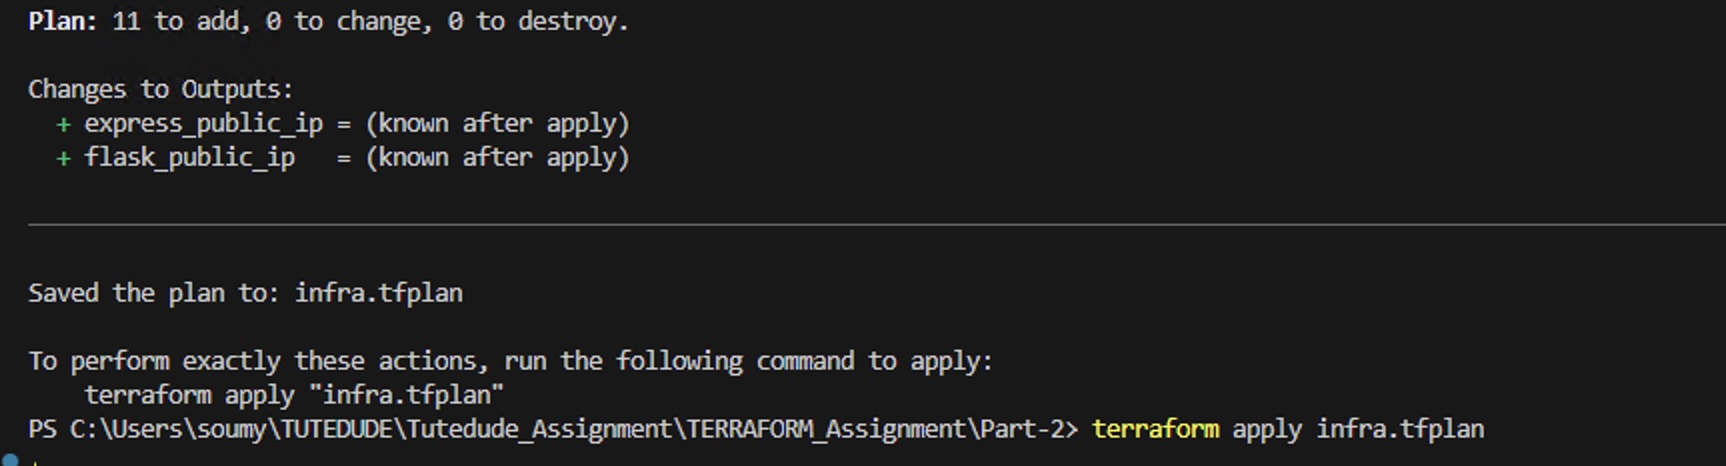 Plan: 11 to add, 0 to change, 0 to destroy.
Changes to Outputs:
+ express_public_ip = (known after apply)
+ flask_public_ip   = (known after apply)
Saved the plan to: infra.tfplan
To perform exactly these actions, run the following command to apply:
terraform apply "infra.tfplan"
PS C:\Users\soumy\TUTEDUDE\Tutedude_Assignment\TERRAFORM_Assignment\Part-2> terraform apply infra.tfplan